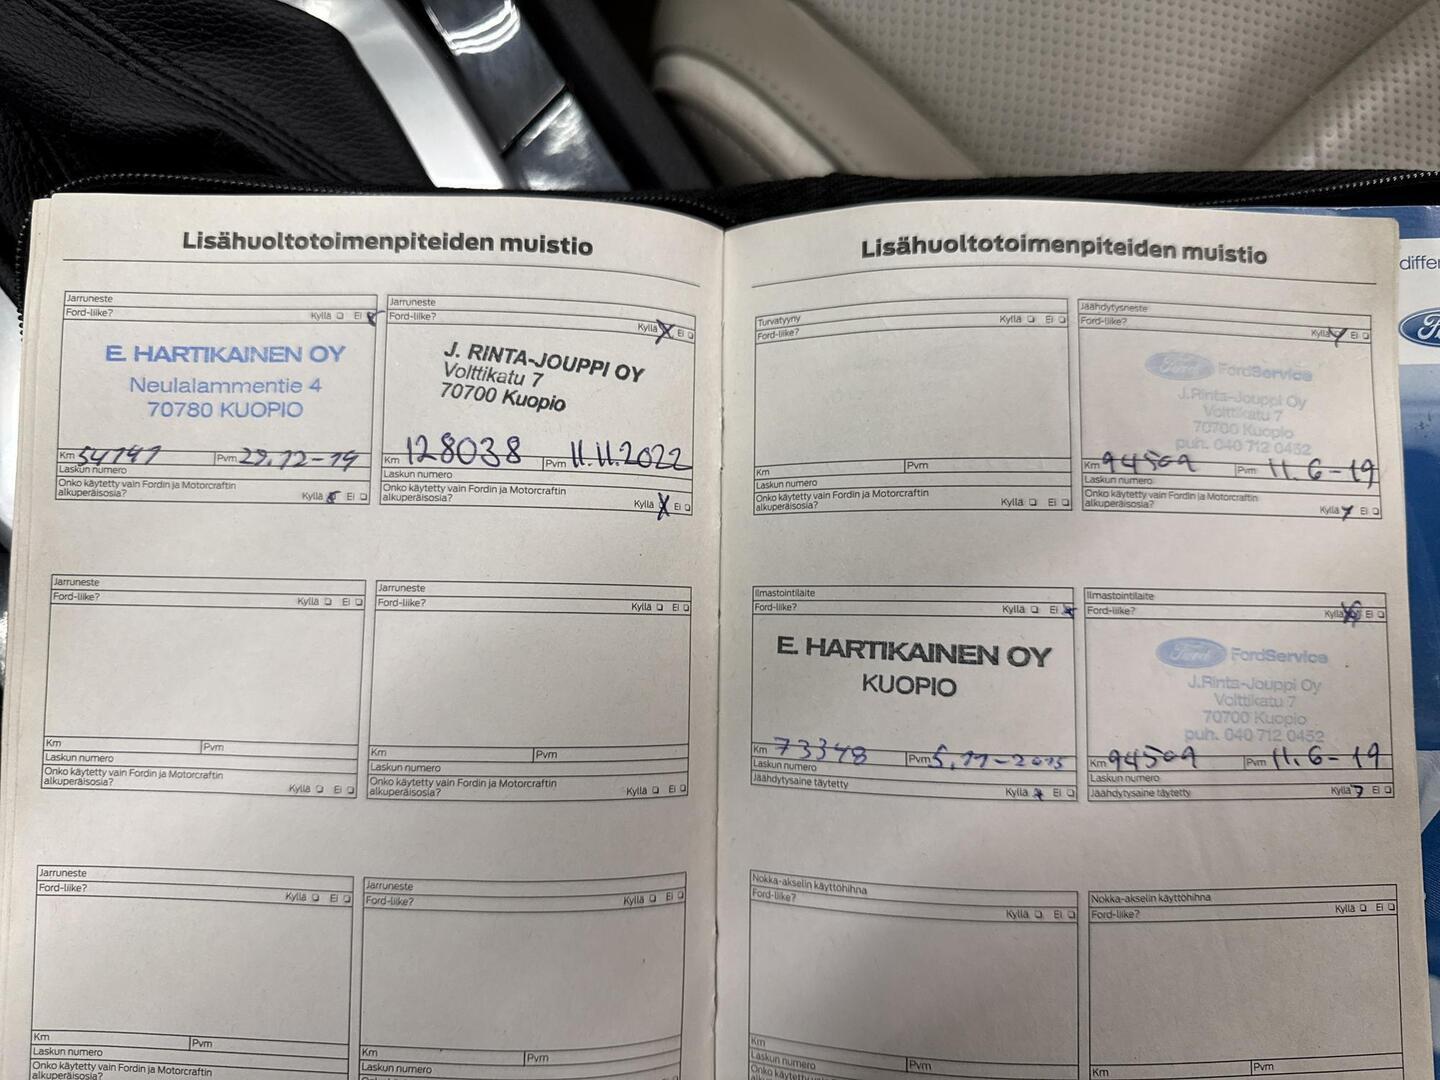 Lisähuoltotoimenpiteiden muistio
Jarruneste
Ford-liike? Kyllä Ei
E. HARTIKAINEN OY
Neulalammentie 4
70780 KUOPIO
Km Pvm
Laskun numero
Onko käytetty vain Fordin ja Motorcraftin
alkuperäisosia? Kyllä Ei
Jarruneste
Ford-liike?
Kyllä X Ei
J. RINTA-JOUPPI OY
Volttikatu 7
70700 Kuopio
Km 128038 Pvm 11.11.2022
Laskun numero
Onko käytetty vain Fordin ja Motorcraftin
alkuperäisosia? Kyllä X Ei
Jarruneste
Ford-liike? Kyllä Ei
Km Pvm
Laskun numero
Onko käytetty vain Fordin ja Motorcraftin
alkuperäisosia? Kyllä Ei
Jarruneste
Ford-liike? Kyllä Ei
Km Pvm
Laskun numero
Onko käytetty vain Fordin ja Motorcraftin
alkuperäisosia? Kyllä Ei
Jarruneste
Ford-liike? Kyllä Ei
Km Pvm
Laskun numero
Onko käytetty vain Fordin ja Motorcraftin
alkuperäisosia?
Jarruneste
Ford-liike? Kyllä Ei
Km Pvm
Laskun numero
Lisähuoltotoimenpiteiden muistio
Turvatyyny
Ford-liike? Kyllä Ei
Km Pvm
Laskun numero
Onko käytetty vain Fordin ja Motorcraftin
alkuperäisosia? Kyllä Ei
Jäähdytysneste
Ford-liike?
Kyllä Ei
Ford FordService
J.Rinta-Jouppi Oy
Volttikatu 7
70700 Kuopio
puh. 040 712 0452
Km 94509 Pvm 11.6-19
Laskun numero
Onko käytetty vain Fordin ja Motorcraftin
alkuperäisosia? Kyllä Ei
Ilmastointilaite
Ford-liike? Kyllä Ei
E. HARTIKAINEN OY
KUOPIO
Km 73348 Pvm
Laskun numero
Jäähdytysaine täytetty Kyllä Ei
Ilmastointilaite
Ford-liike? Kyllä Ei
Ford FordService
J.Rinta-Jouppi Oy
Volttikatu 7
70700 Kuopio
puh. 040 712 0452
Km 94509 Pvm 11.6-19
Laskun numero
Jäähdytysaine täytetty Kyllä Ei
Nokka-akselin käyttöhihna
Ford-liike? Kyllä Ei
Km Pvm
Laskun numero
Onko käytetty vain Fordin ja Motorcraftin
Nokka-akselin käyttöhihna
Ford-liike? Kyllä Ei
Km Pvm
differ